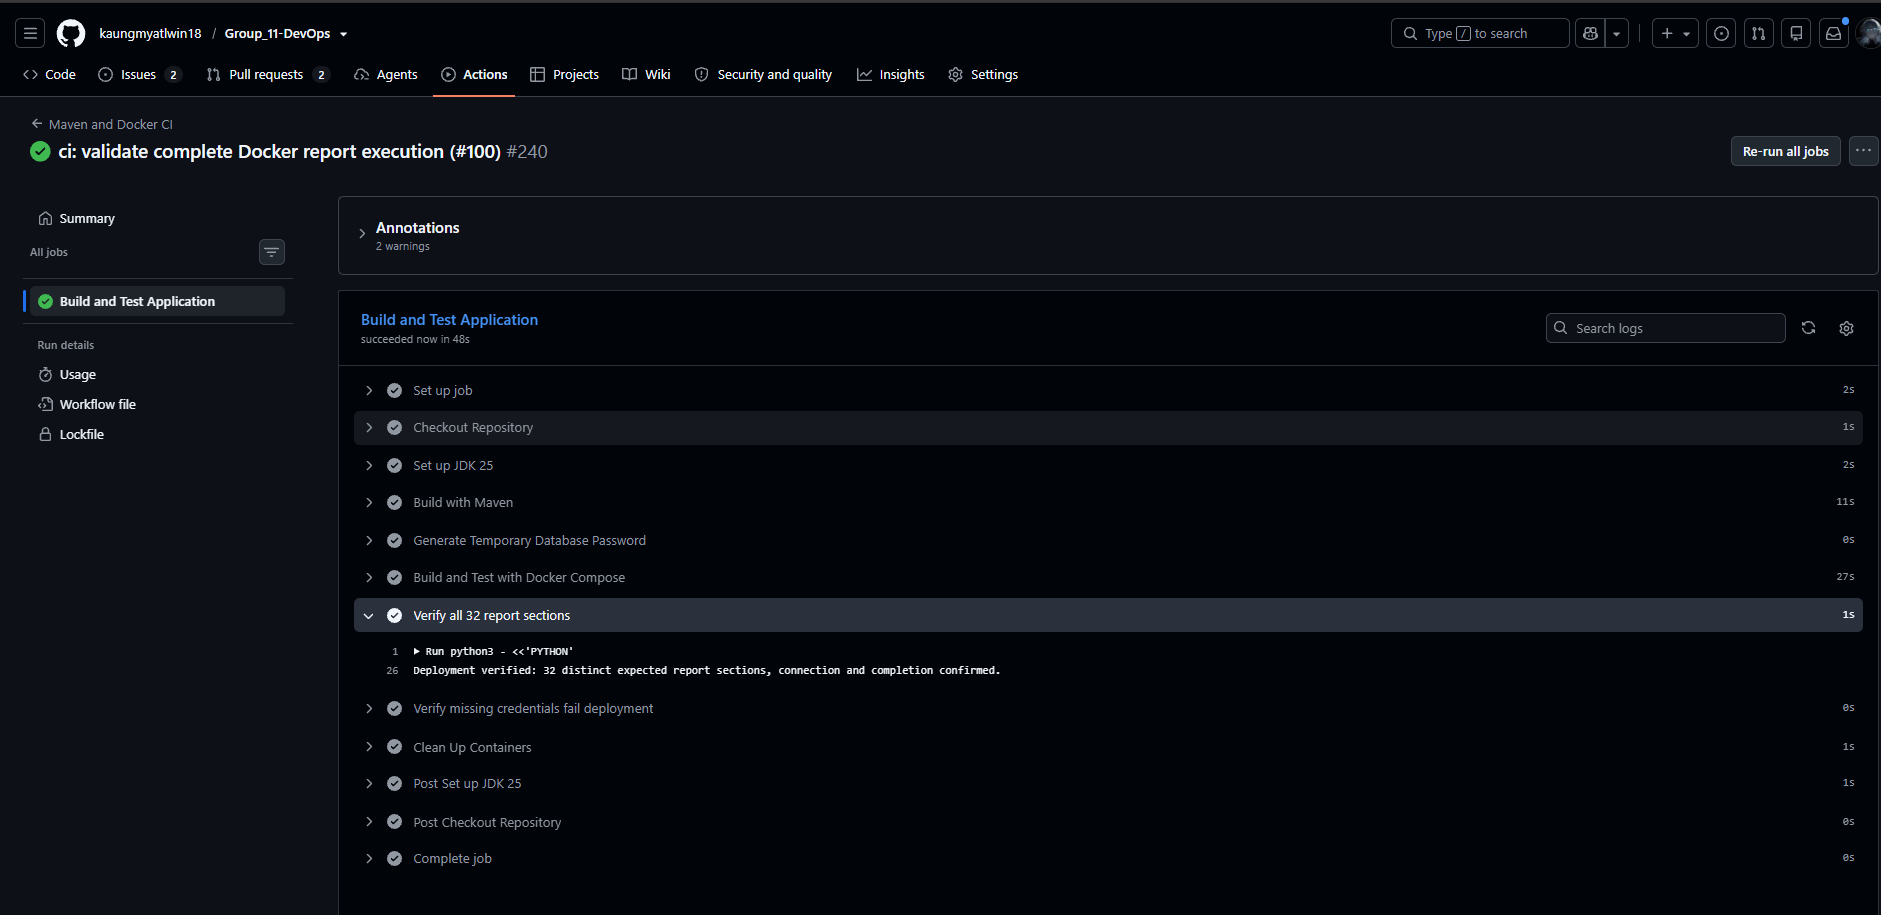 kaungmyatlwin18 / Group_11-DevOps
Type / to search
Code
Issues 2
Pull requests 2
Agents
Actions
Projects
Wiki
Security and quality
Insights
Settings
Maven and Docker CI
ci: validate complete Docker report execution (#100) #240
Re-run all jobs
Summary
All jobs
Build and Test Application
Run details
Usage
Workflow file
Lockfile
Annotations
2 warnings
Build and Test Application
succeeded now in 48s
Search logs
Set up job 2s
Checkout Repository 1s
Set up JDK 25 2s
Build with Maven 11s
Generate Temporary Database Password 0s
Build and Test with Docker Compose 27s
Verify all 32 report sections 1s
1 Run python3 - <<'PYTHON'
26 Deployment verified: 32 distinct expected report sections, connection and completion confirmed.
Verify missing credentials fail deployment 0s
Clean Up Containers 1s
Post Set up JDK 25 1s
Post Checkout Repository 0s
Complete job 0s